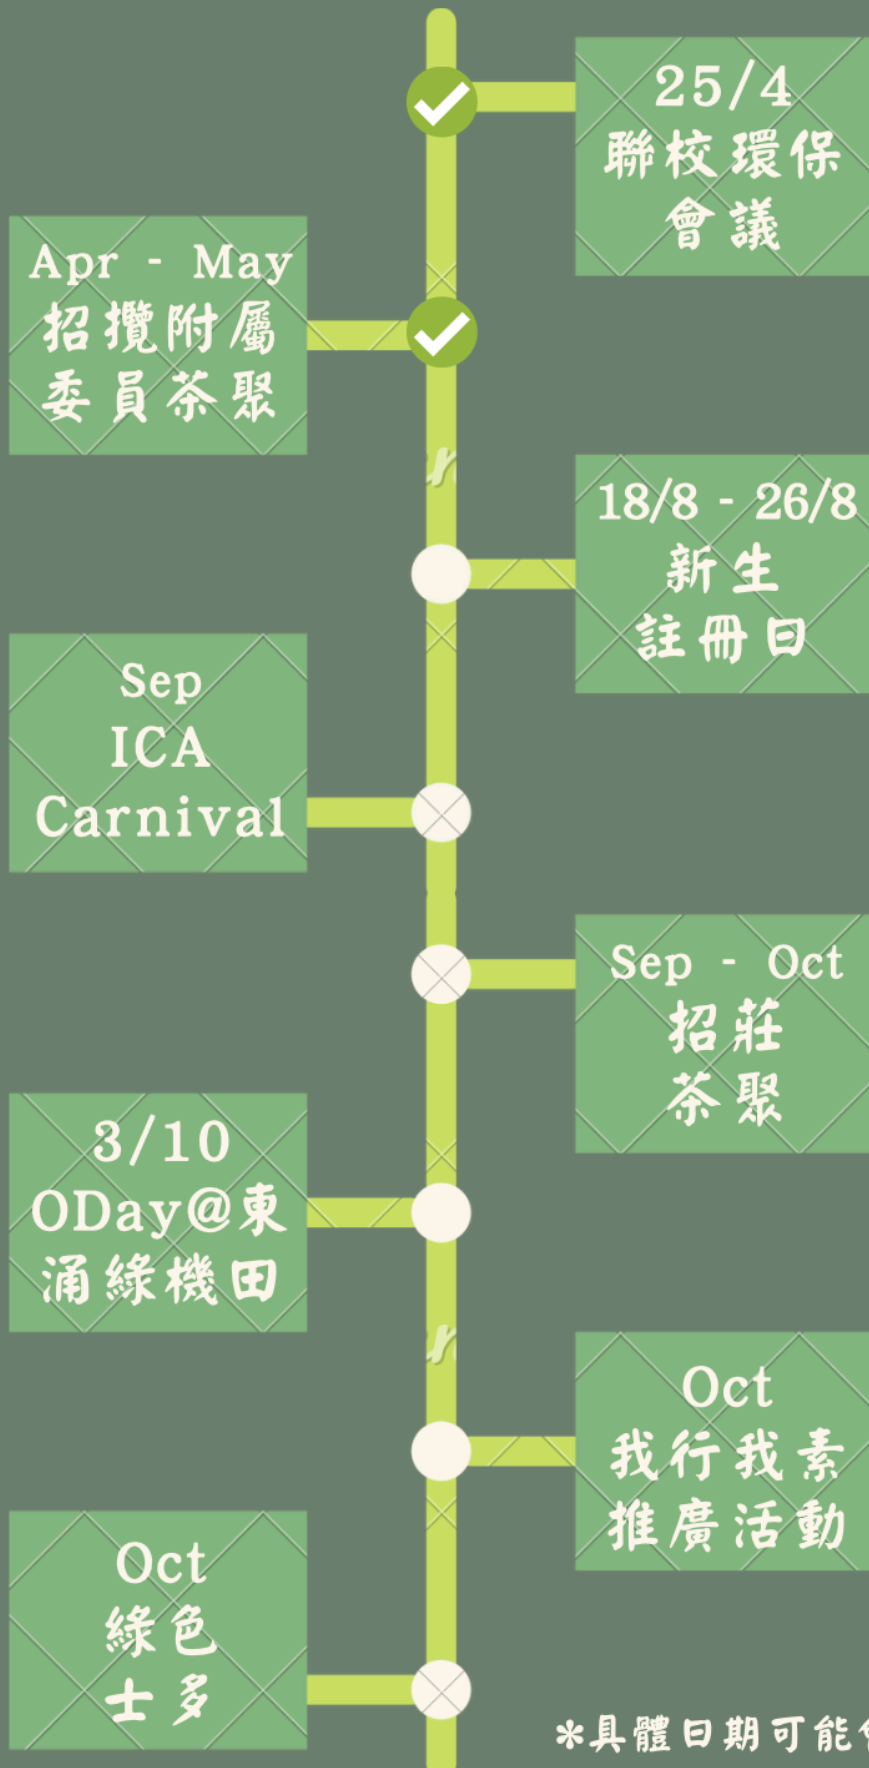 25/4
聯校環保
會議
Apr - May
招攬附屬
委員茶聚
18/8 - 26/8
新生
註冊日
Sep
ICA
Carnival
Sep - Oct
招莊
茶聚
3/10
ODay@東
涌綠機田
Oct
我行我素
推廣活動
Oct
綠色
士多
*具體日期可能